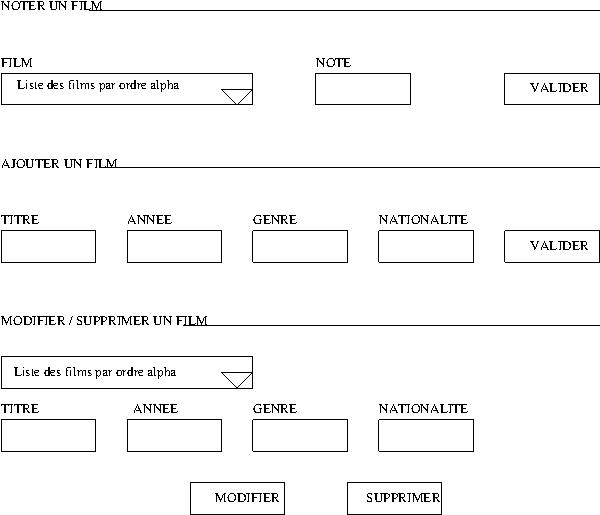 NOTER UN FILM
FILM NOTE
Liste des films par ordre alpha VALIDER
AJOUTER UN FILM
TITRE ANNEE GENRE NATIONALITE
VALIDER
MODIFIER / SUPPRIMER UN FILM
Liste des films par ordre alpha
TITRE ANNEE GENRE NATIONALITE
MODIFIER SUPPRIMER